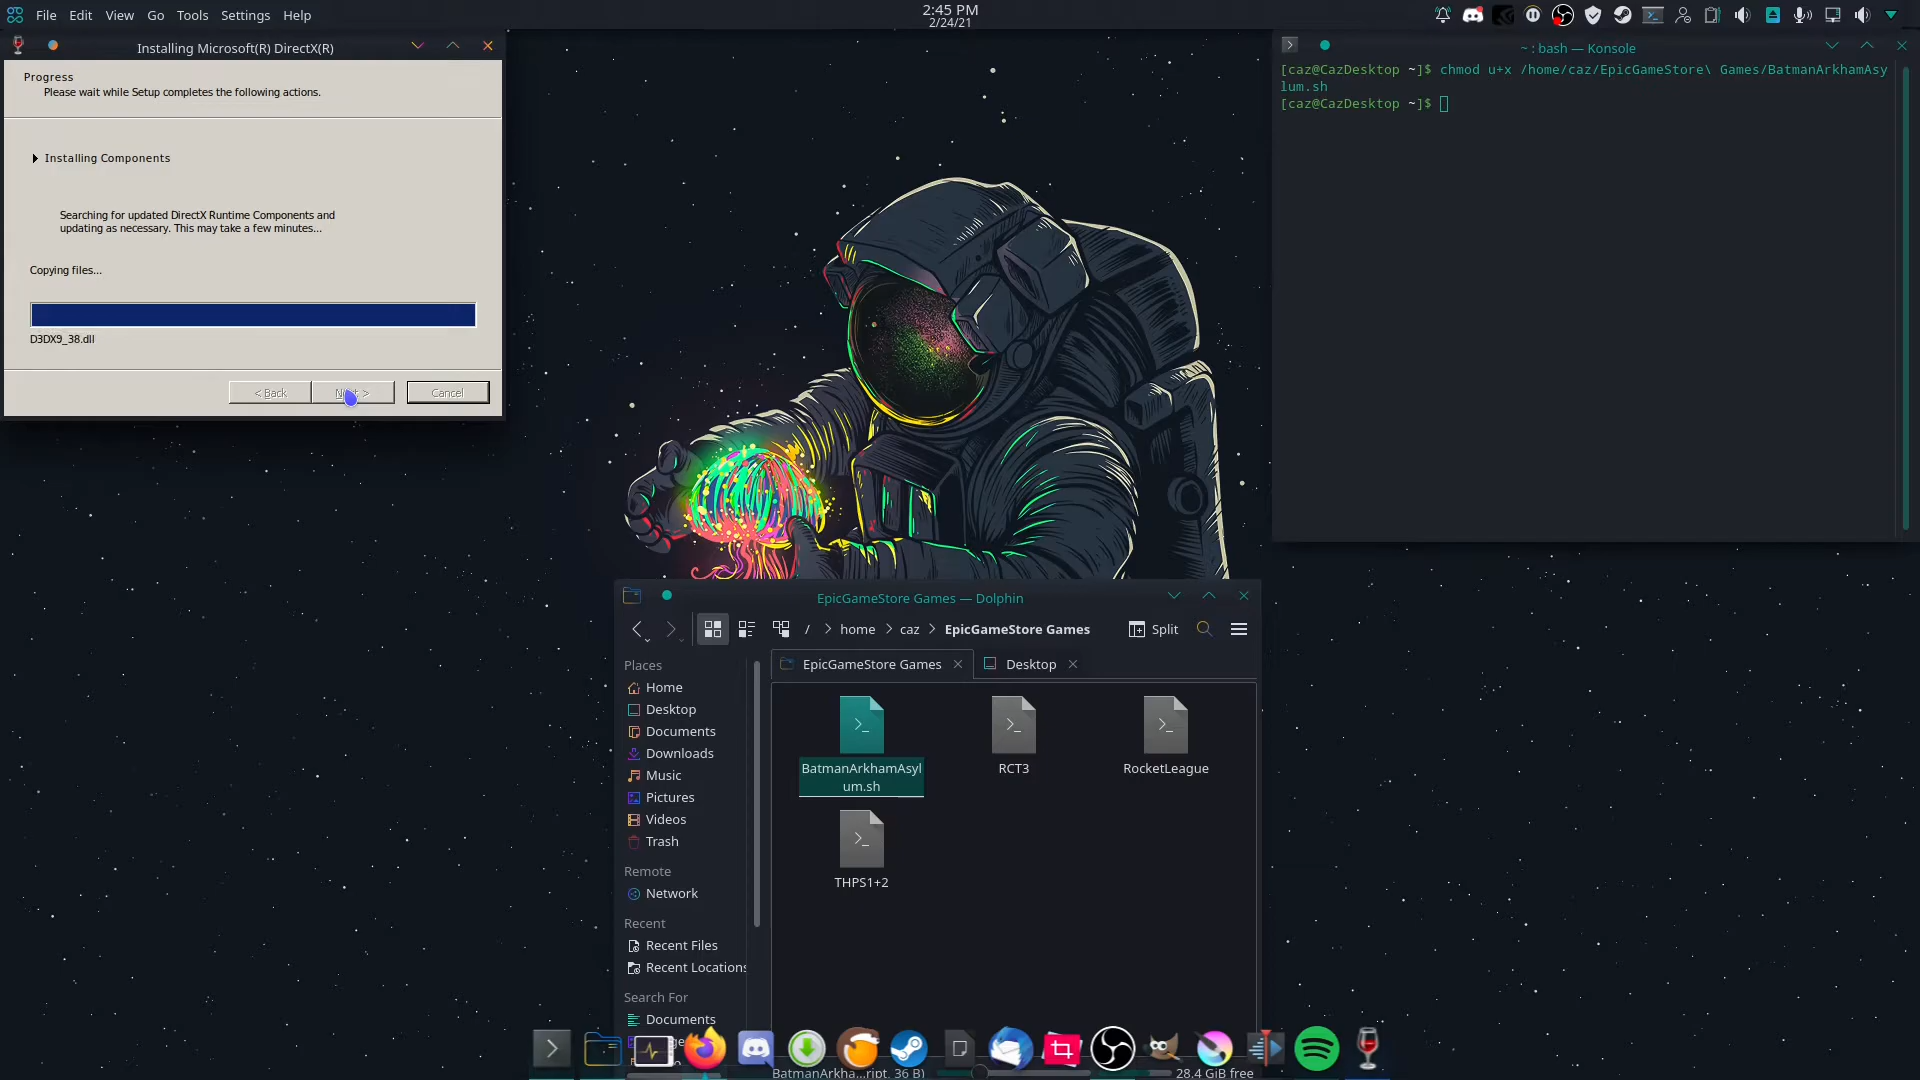 File Edit View Go Tools Settings Help
2:45 PM
2/24/21
Installing Microsoft(R) DirectX(R)
Progress
Please wait while Setup completes the following actions.
Installing Components
Searching for updated DirectX Runtime Components and
updating as necessary. This may take a few minutes...
Copying files...
D3DX9_38.dll
< Back
Cancel
~ : bash — Konsole
[caz@CazDesktop ~]$ chmod u+x /home/caz/EpicGameStore\ Games/BatmanArkhamAsy
lum.sh
[caz@CazDesktop ~]$
EpicGameStore Games — Dolphin
/ > home > caz > EpicGameStore Games
Split
EpicGameStore Games
Desktop
Places
Home
Desktop
Documents
Downloads
Music
Pictures
Videos
Trash
Remote
Network
Recent
Recent Files
Recent Locations
Search For
Documents
BatmanArkhamAsyl
um.sh
RCT3
RocketLeague
THPS1+2
BatmanArkha...ript, 36 B)
28.4 GiB free